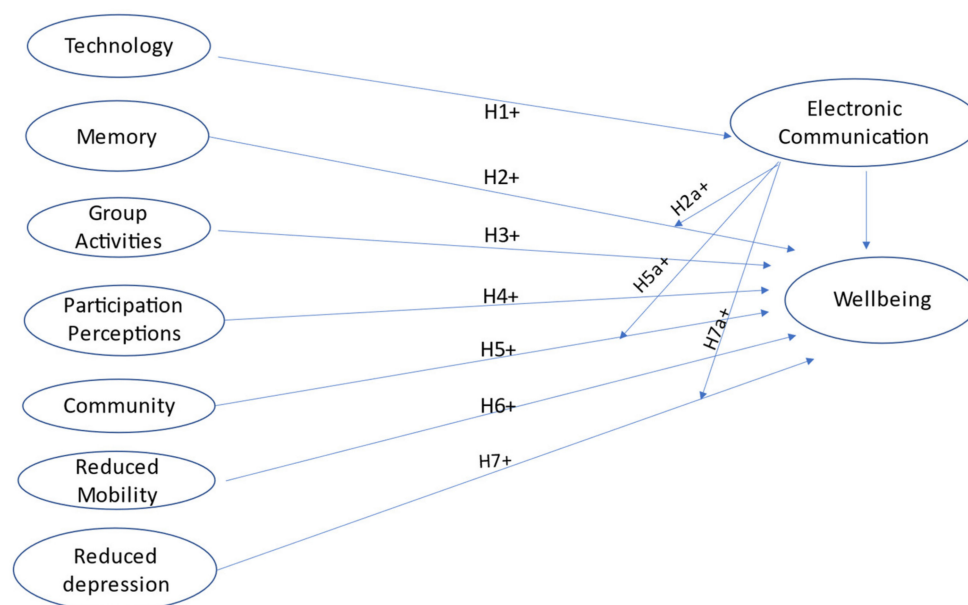 Technology
H1+
Electronic
Communication
Memory
H2+
H2a+
Group
Activities
H3+
H5a+
Participation
Perceptions
H4+
Wellbeing
H7a+
H5+
Community
H6+
Reduced
Mobility
H7+
Reduced
depression